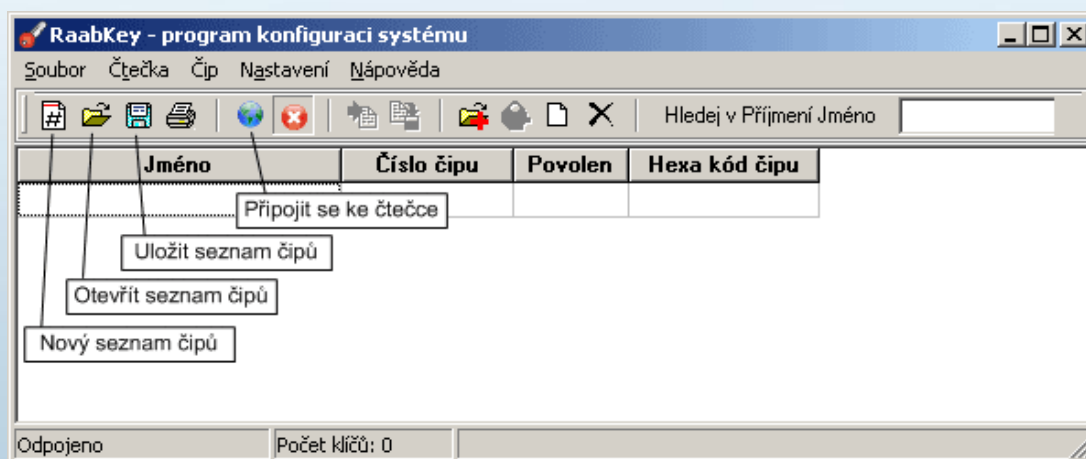 RaabKey - program konfiguraci systému
Soubor Čtečka Čip Nastavení Nápověda
Hledej v Příjmení Jméno
Jméno Číslo čipu Povolen Hexa kód čipu
Připojit se ke čtečce
Uložit seznam čipů
Otevřít seznam čipů
Nový seznam čipů
Odpojeno Počet klíčů: 0